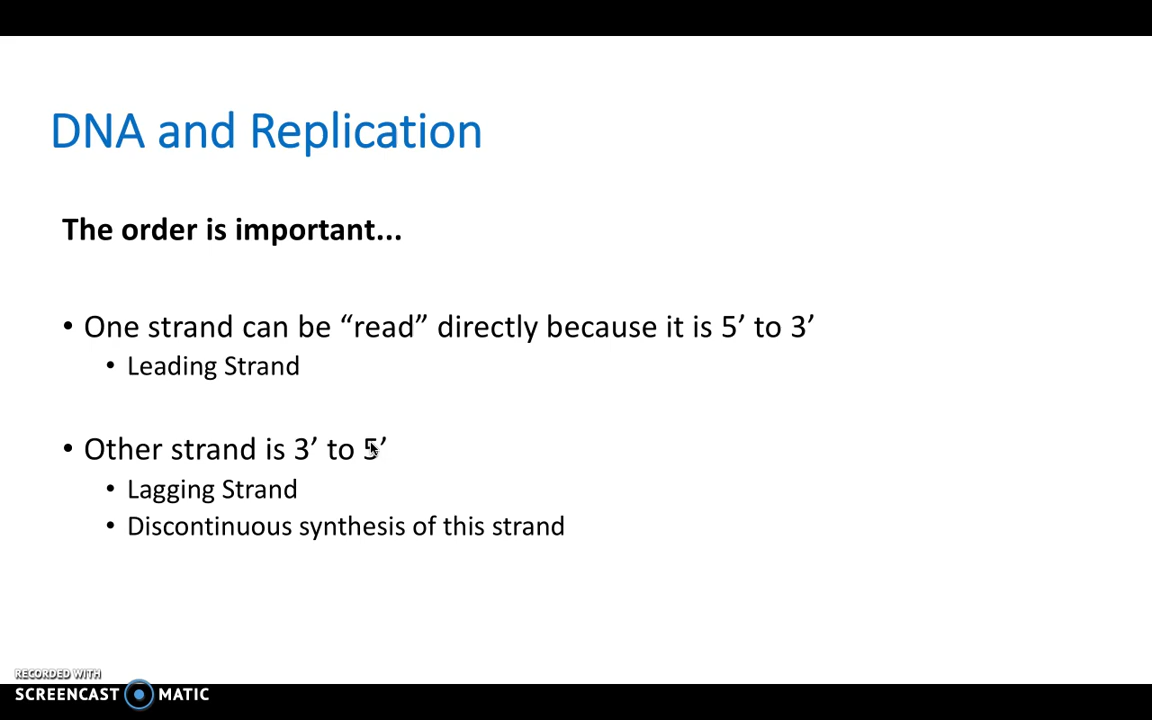 DNA and Replication
The order is important...
• One strand can be “read” directly because it is 5’ to 3’
• Leading Strand
• Other strand is 3’ to 5’
• Lagging Strand
• Discontinuous synthesis of this strand
RECORDED WITH
SCREENCAST MATIC